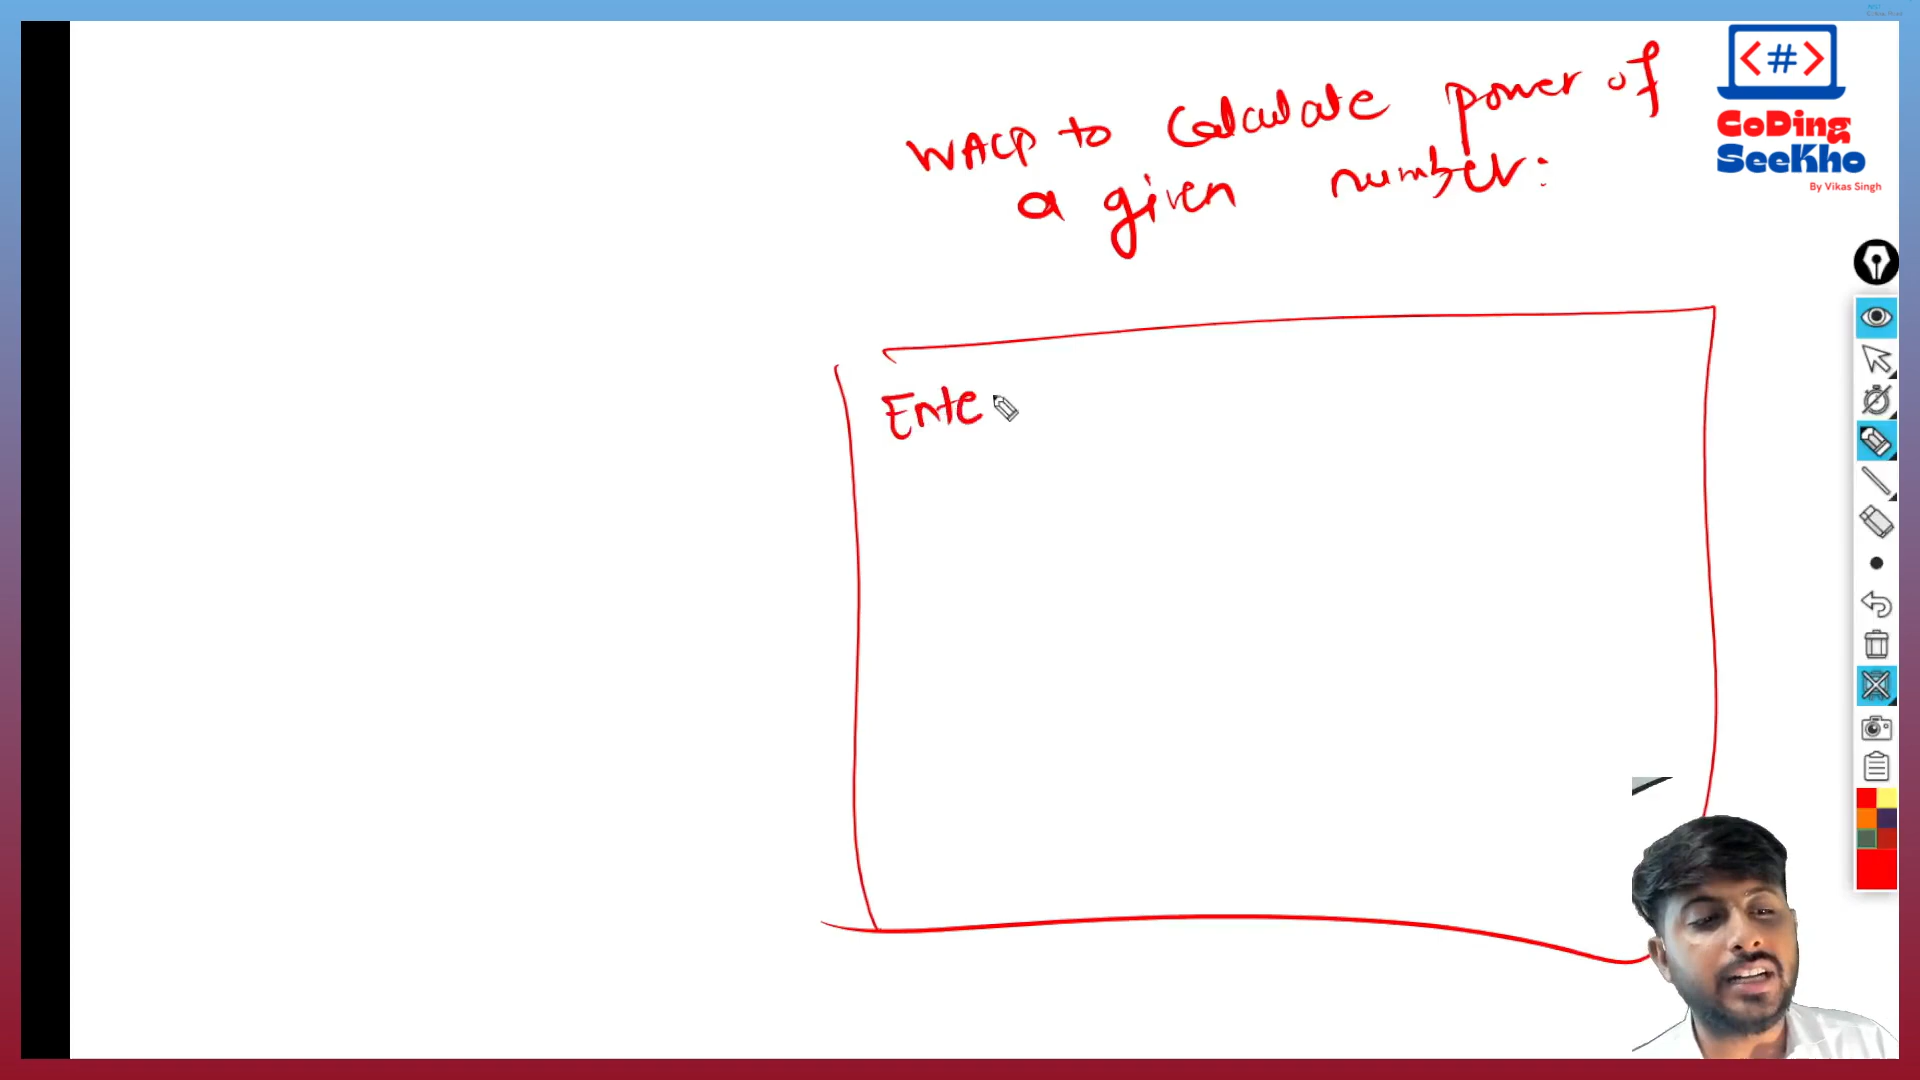 WACP to Calculate power of
a given number:
<#>
CoDing
SeeKho
By Vikas Singh
Ente